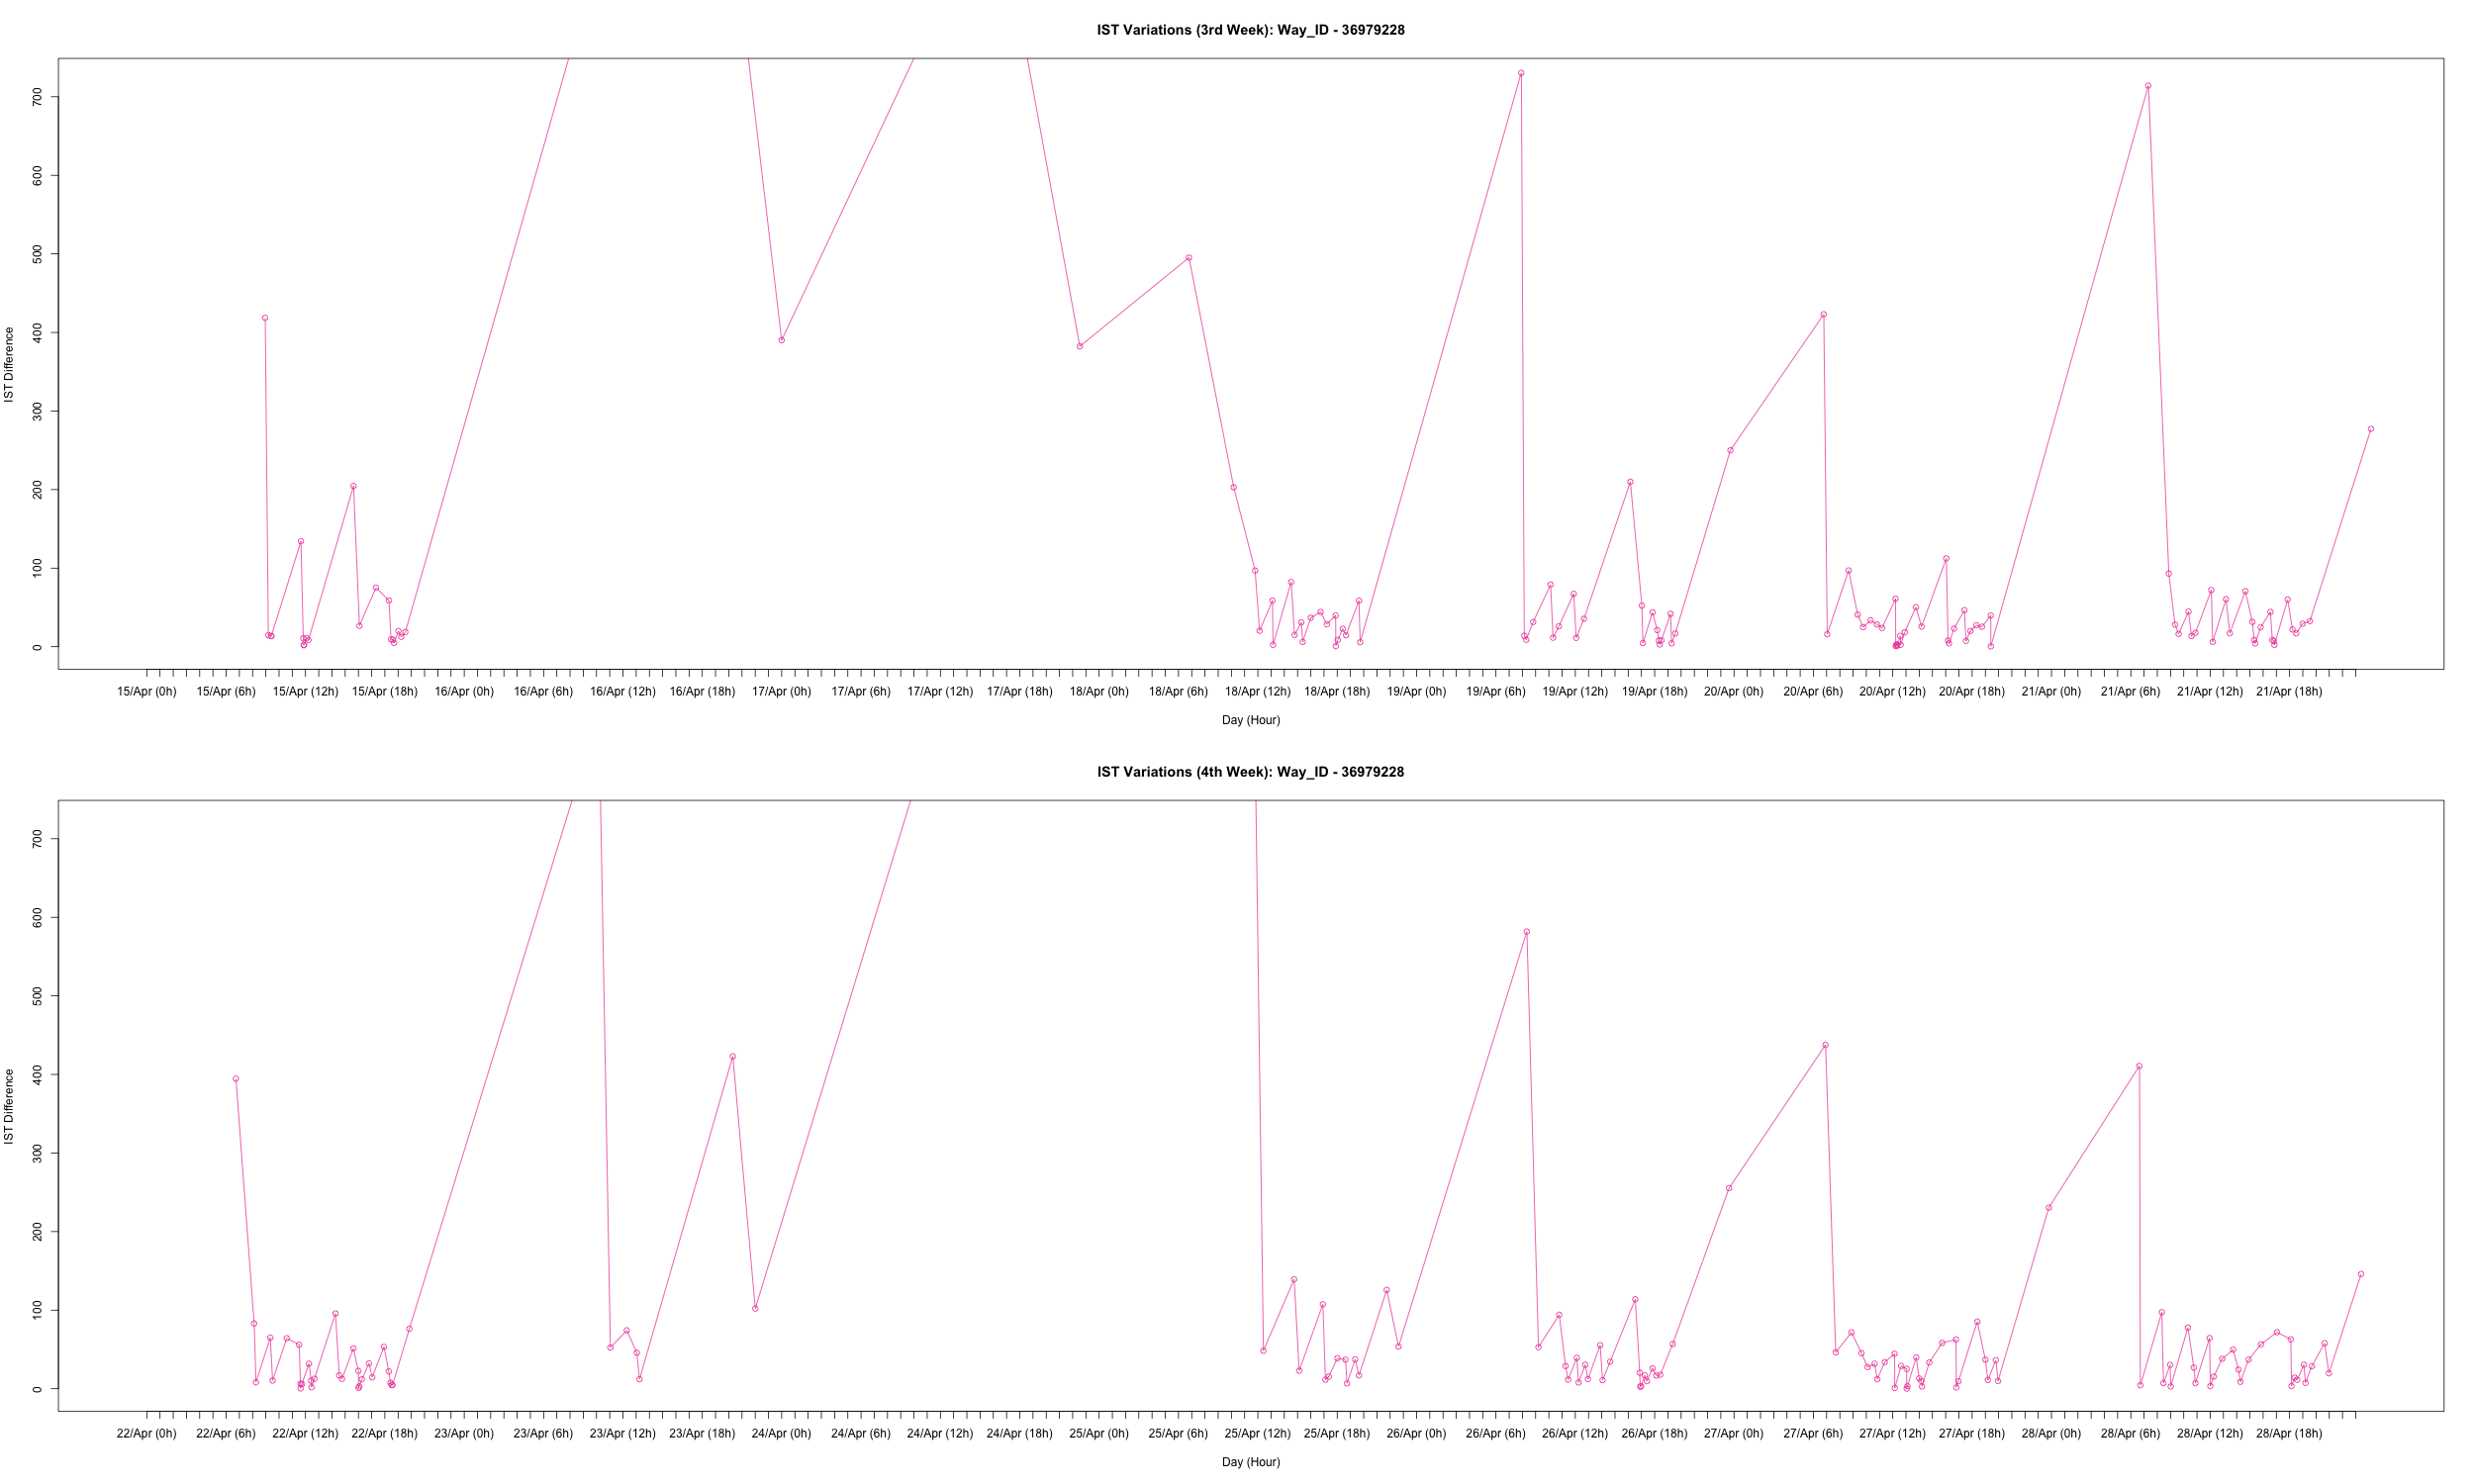 IST Variations (3rd Week): Way_ID - 36979228
700
600
500
400
300
200
100
0
IST Difference
15/Apr (0h) 15/Apr (6h) 15/Apr (12h) 15/Apr (18h) 16/Apr (0h) 16/Apr (6h) 16/Apr (12h) 16/Apr (18h) 17/Apr (0h) 17/Apr (6h) 17/Apr (12h) 17/Apr (18h) 18/Apr (0h) 18/Apr (6h) 18/Apr (12h) 18/Apr (18h) 19/Apr (0h) 19/Apr (6h) 19/Apr (12h) 19/Apr (18h) 20/Apr (0h) 20/Apr (6h) 20/Apr (12h) 20/Apr (18h) 21/Apr (0h) 21/Apr (6h) 21/Apr (12h) 21/Apr (18h)
Day (Hour)
IST Variations (4th Week): Way_ID - 36979228
700
600
500
400
300
200
100
0
IST Difference
22/Apr (0h) 22/Apr (6h) 22/Apr (12h) 22/Apr (18h) 23/Apr (0h) 23/Apr (6h) 23/Apr (12h) 23/Apr (18h) 24/Apr (0h) 24/Apr (6h) 24/Apr (12h) 24/Apr (18h) 25/Apr (0h) 25/Apr (6h) 25/Apr (12h) 25/Apr (18h) 26/Apr (0h) 26/Apr (6h) 26/Apr (12h) 26/Apr (18h) 27/Apr (0h) 27/Apr (6h) 27/Apr (12h) 27/Apr (18h) 28/Apr (0h) 28/Apr (6h) 28/Apr (12h) 28/Apr (18h)
Day (Hour)